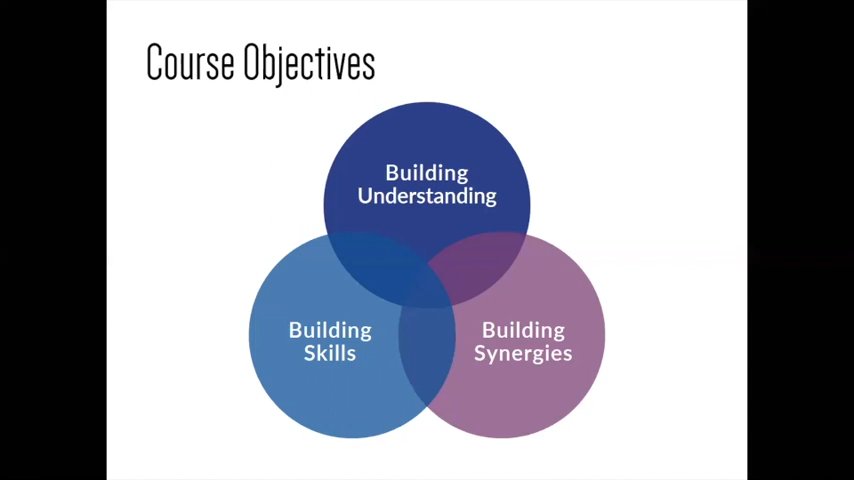 Course Objectives
Building
Understanding
Building
Skills
Building
Synergies